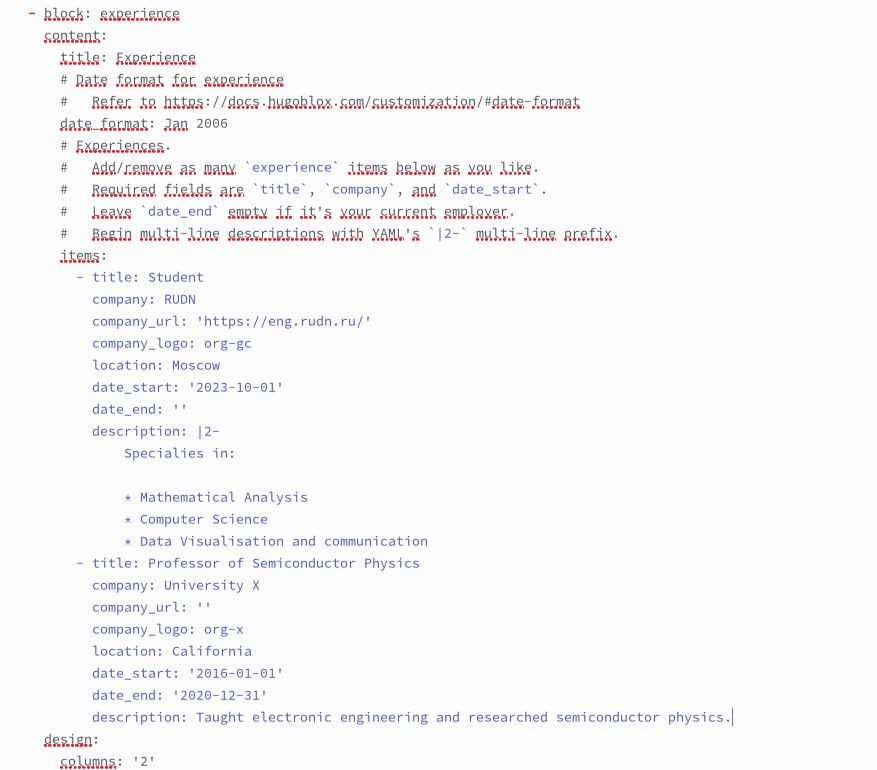 - block: experience
content:
title: Experience
# Date format for experience
#   Refer to https://docs.hugoblox.com/customization/#date-format
date_format: Jan 2006
# Experiences.
#   Add/remove as many `experience` items below as you like.
#   Required fields are `title`, `company`, and `date_start`.
#   Leave `date_end` empty if it's your current employer.
#   Begin multi-line descriptions with YAML's `|2-` multi-line prefix.
items:
- title: Student
company: RUDN
company_url: 'https://eng.rudn.ru/'
company_logo: org-gc
location: Moscow
date_start: '2023-10-01'
date_end: ''
description: |2-
Specialies in:
* Mathematical Analysis
* Computer Science
* Data Visualisation and communication
- title: Professor of Semiconductor Physics
company: University X
company_url: ''
company_logo: org-x
location: California
date_start: '2016-01-01'
date_end: '2020-12-31'
description: Taught electronic engineering and researched semiconductor physics.
design:
columns: '2'